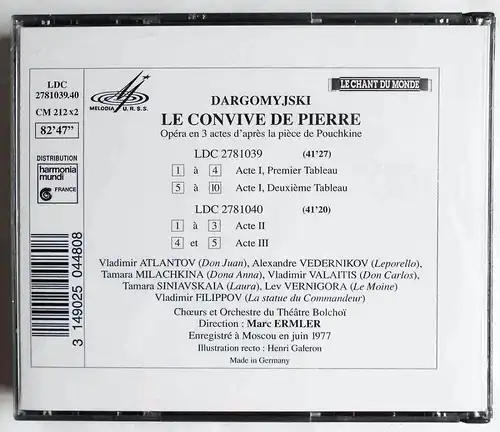 LDC
2781039.40
CM 212 x 2
82'47"
DISTRIBUTION
harmonia
mundi
FRANCE
3 149025 044808
MELODIA U.R.S.S.
LE CHANT DU MONDE
DARGOMYJSKI
LE CONVIVE DE PIERRE
Opéra en 3 actes d'après la pièce de Pouchkine
LDC 2781039 (41'27)
1 à 4 Acte I, Premier Tableau
5 à 10 Acte I, Deuxième Tableau
LDC 2781040 (41'20)
1 à 3 Acte II
4 et 5 Acte III
Vladimir ATLANTOV (Don Juan), Alexandre VEDERNIKOV (Leporello),
Tamara MILACHKINA (Dona Anna), Vladimir VALAITIS (Don Carlos),
Tamara SINIAVSKAIA (Laura), Lev VERNIGORA (Le Moine)
Vladimir FILIPPOV (La statue du Commandeur)
Chœurs et Orchestre du Théâtre Bolchoï
Direction : Marc ERMLER
Enregistré à Moscou en juin 1977
Illustration recto : Henri Galeron
Made in Germany